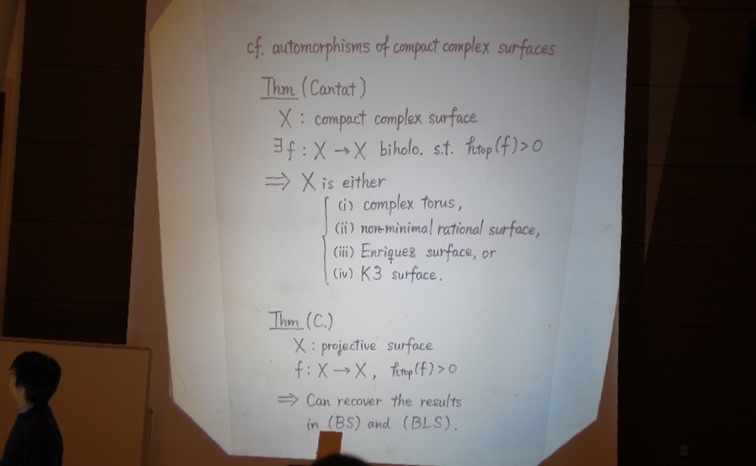 cf. automorphisms of compact complex surfaces
Thm (Cantat)
X : compact complex surface
∃f : X → X biholo. s.t. htop(f)>0
⇒ X is either
(i) complex torus,
(ii) non-minimal rational surface,
(iii) Enriques surface, or
(iv) K3 surface.
Thm (C.)
X : projective surface
f : X → X, htop(f)>0
⇒ Can recover the results
in (BS) and (BLS).